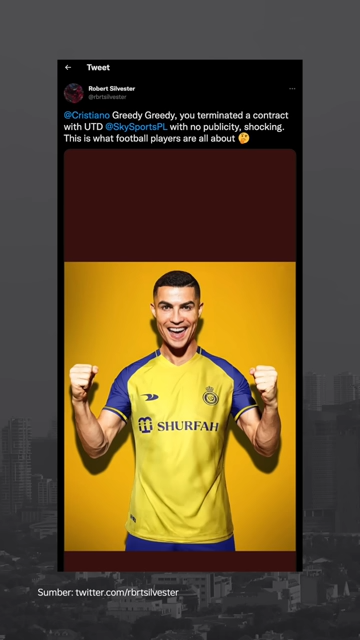 Tweet
Robert Silvester
@rbrtsilvester
@Cristiano Greedy Greedy, you terminated a contract
with UTD @SkySportsPL with no publicity, shocking.
This is what football players are all about 🤔
SHURFAH
Sumber: twitter.com/rbrtsilvester